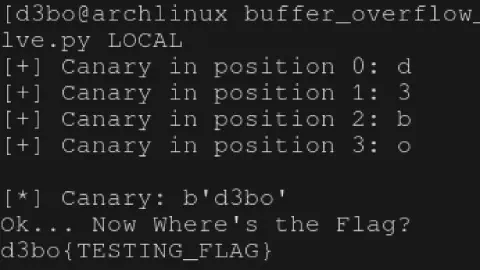 [d3bo@archlinux buffer_overflow_
lve.py LOCAL
[+] Canary in position 0: d
[+] Canary in position 1: 3
[+] Canary in position 2: b
[+] Canary in position 3: o
[*] Canary: b'd3bo'
Ok... Now Where's the Flag?
d3bo{TESTING_FLAG}